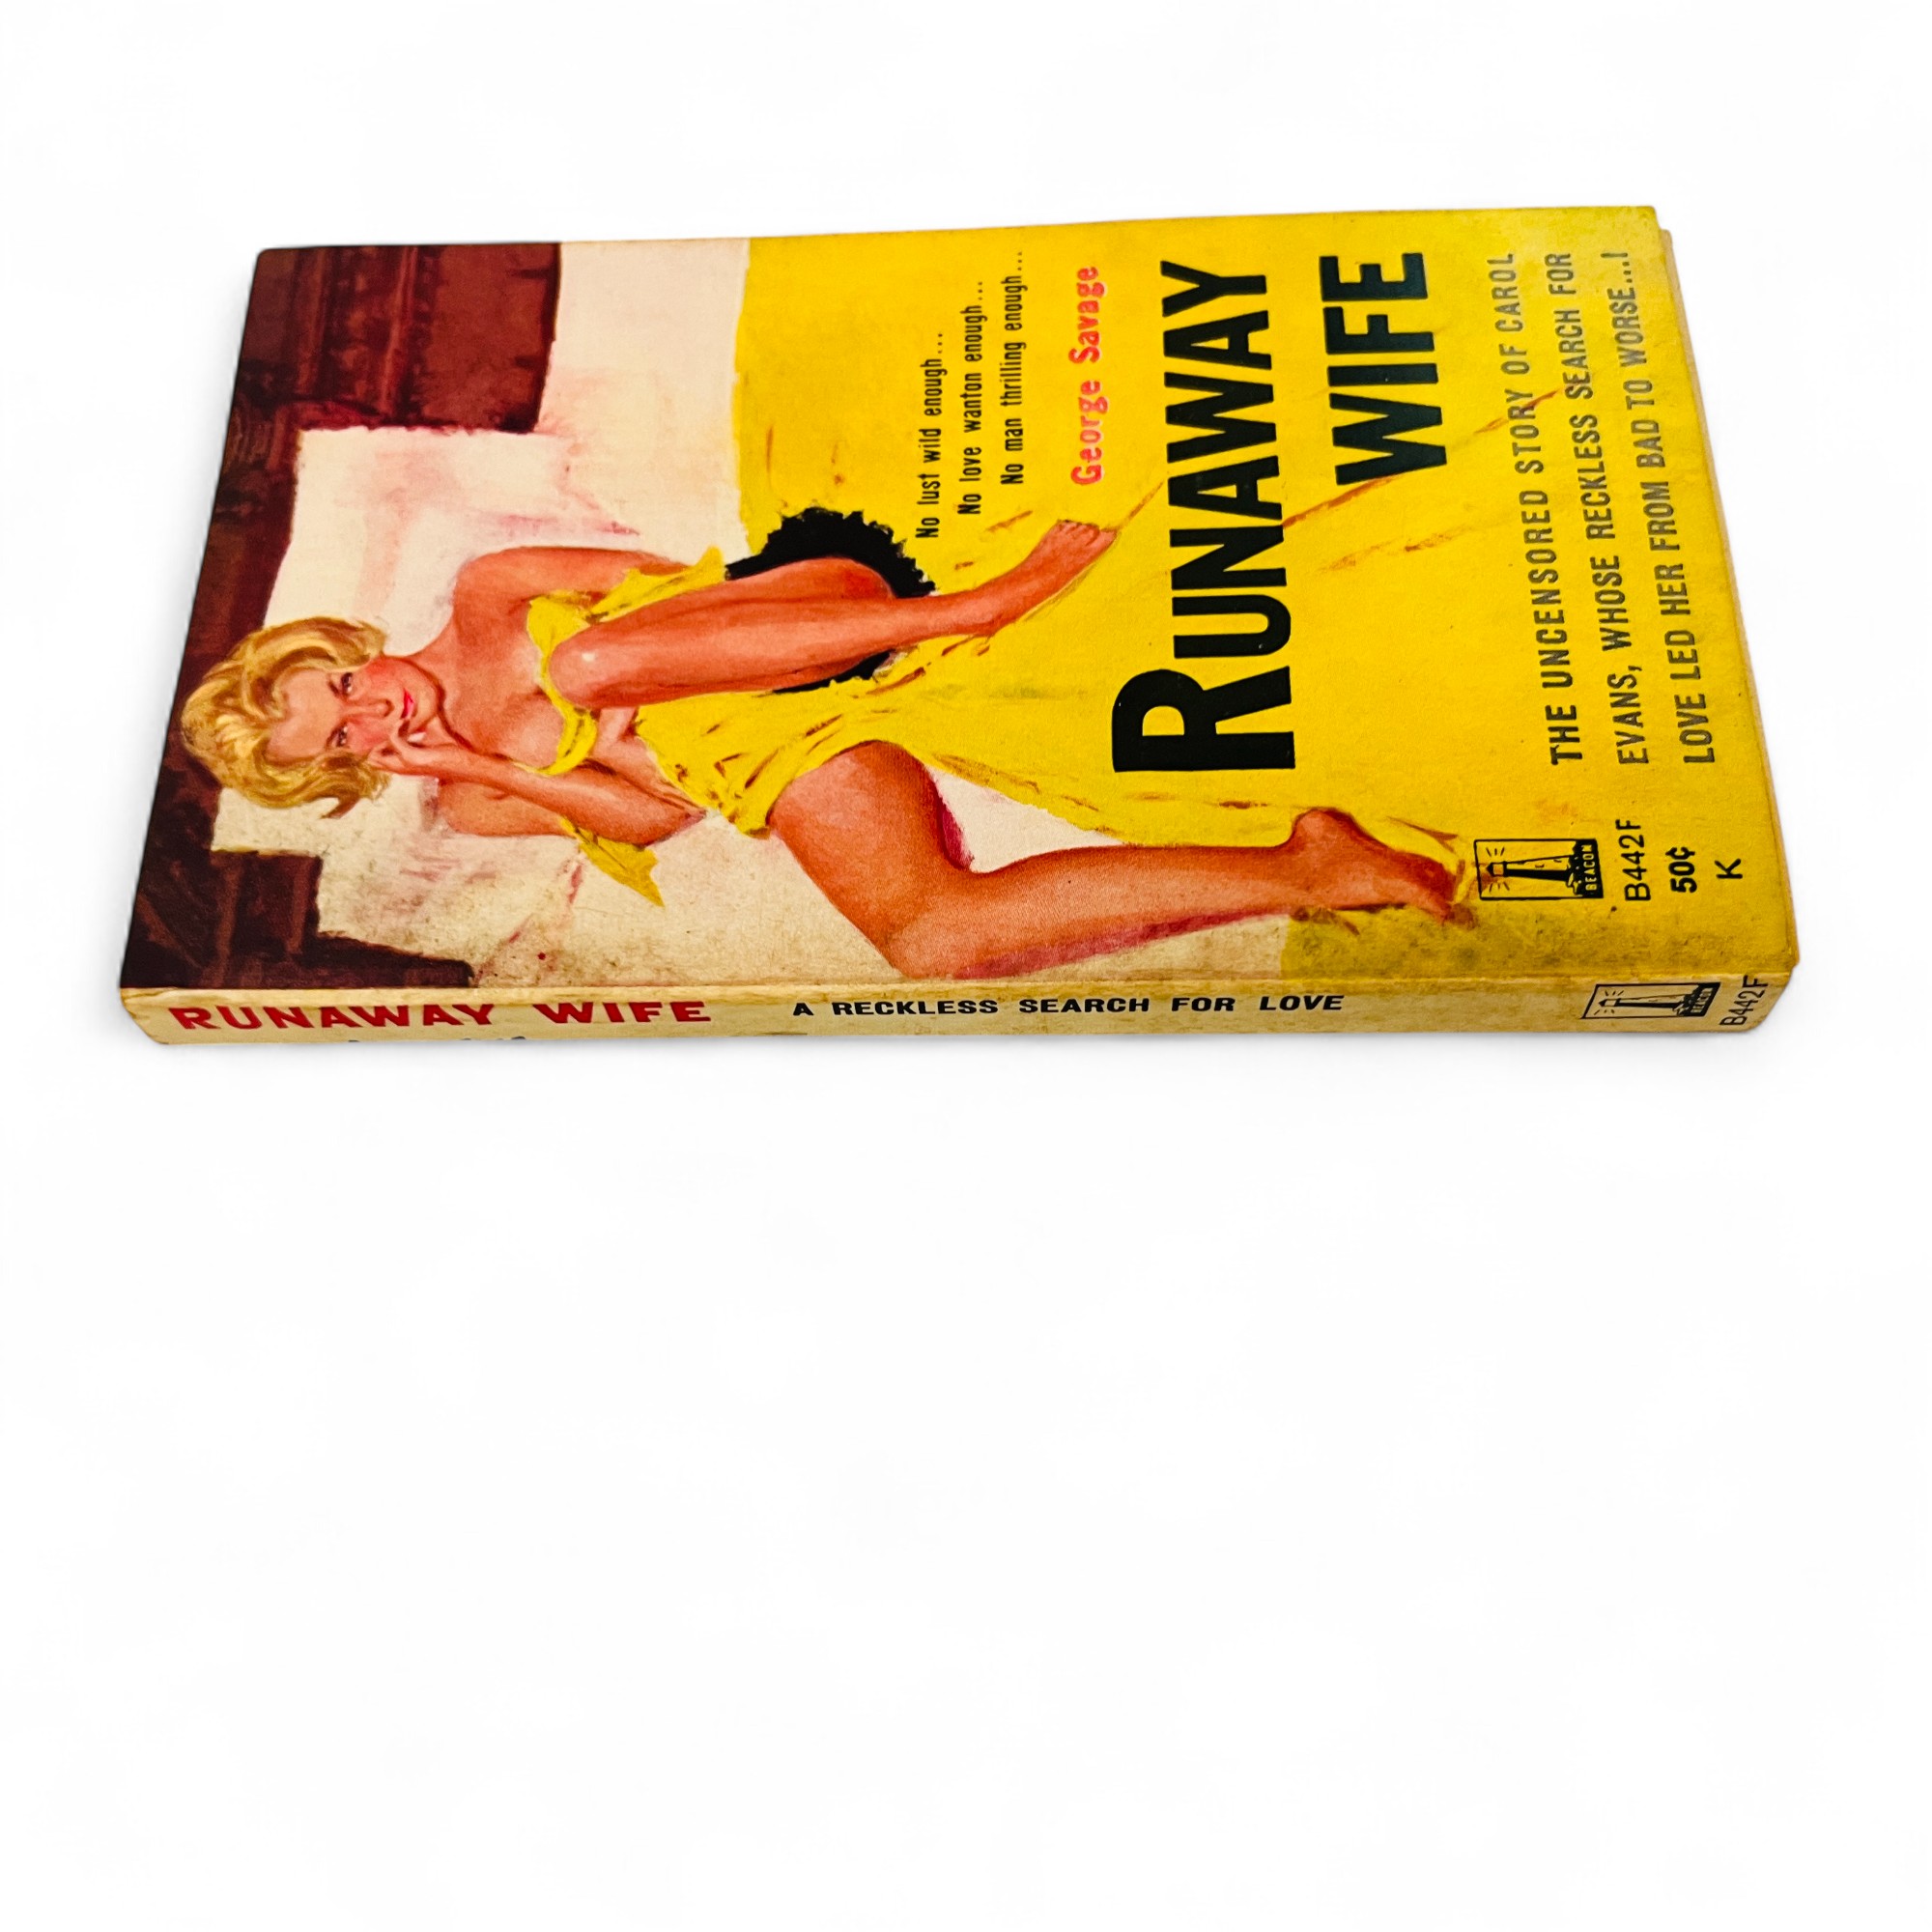 No lust wild enough...
No love wanton enough...
No man thrilling enough...
George Savage
RUNAWAY
WIFE
THE UNCENSORED STORY OF CAROL
EVANS, WHOSE RECKLESS SEARCH FOR
LOVE LED HER FROM BAD TO WORSE...!
BEACON
B442F
50¢
K
RUNAWAY WIFE A RECKLESS SEARCH FOR LOVE
BEACON
B442F